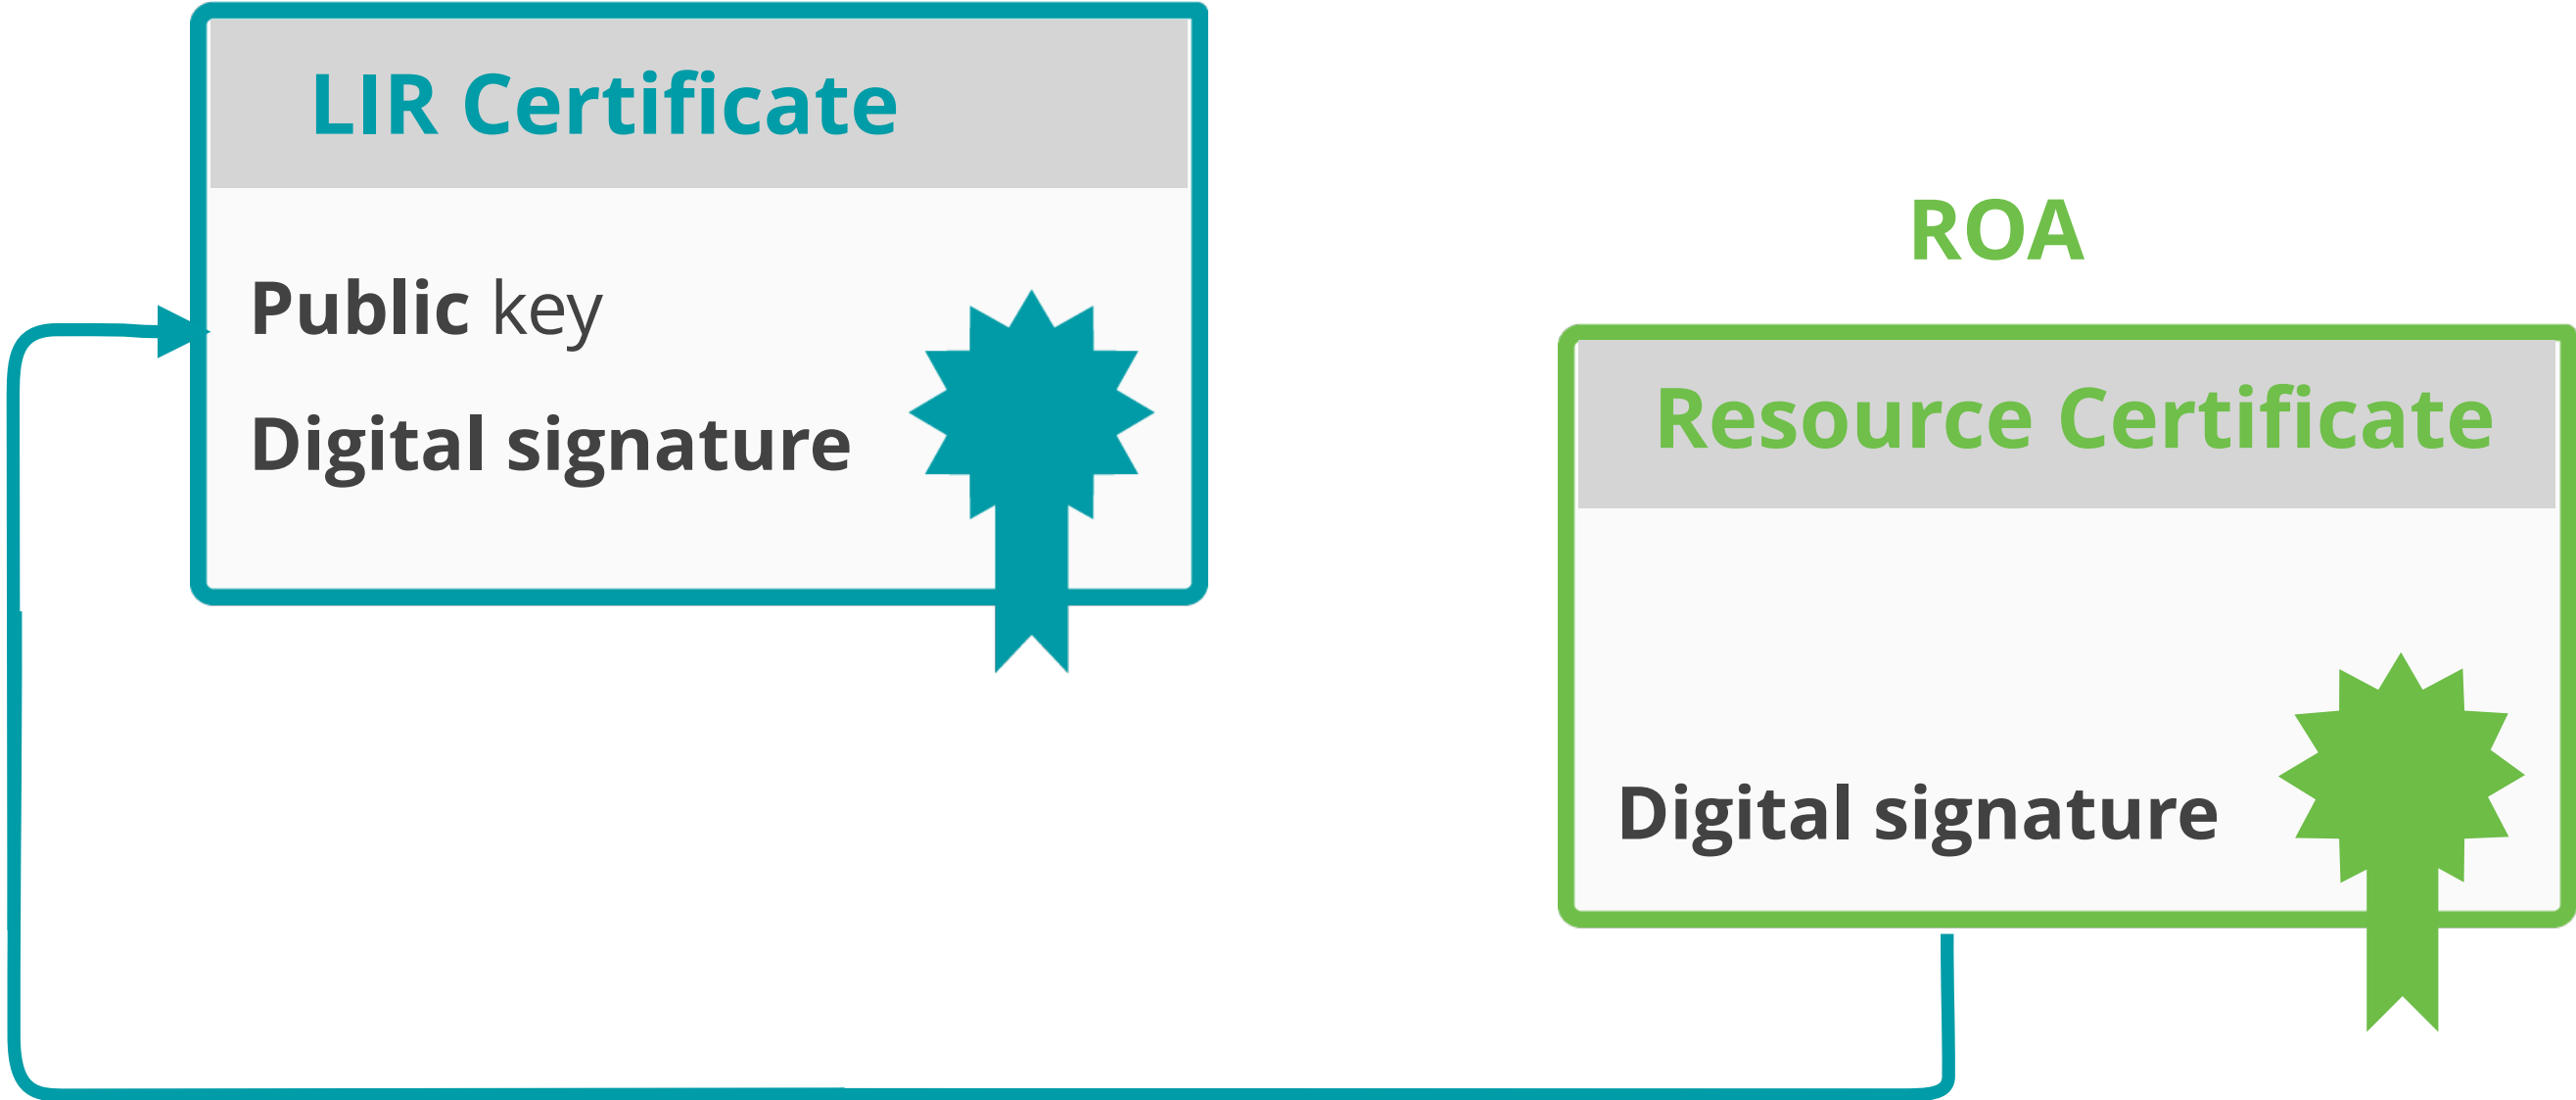 LIR Certificate
Public key
Digital signature
ROA
Resource Certificate
Digital signature